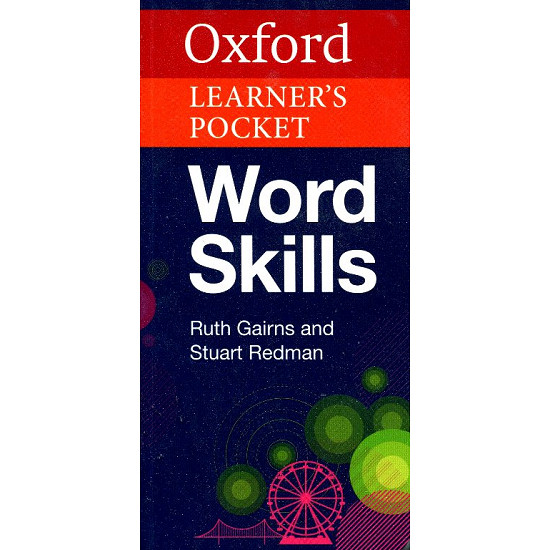 Oxford
LEARNER'S
POCKET
Word
Skills
Ruth Gairns and
Stuart Redman